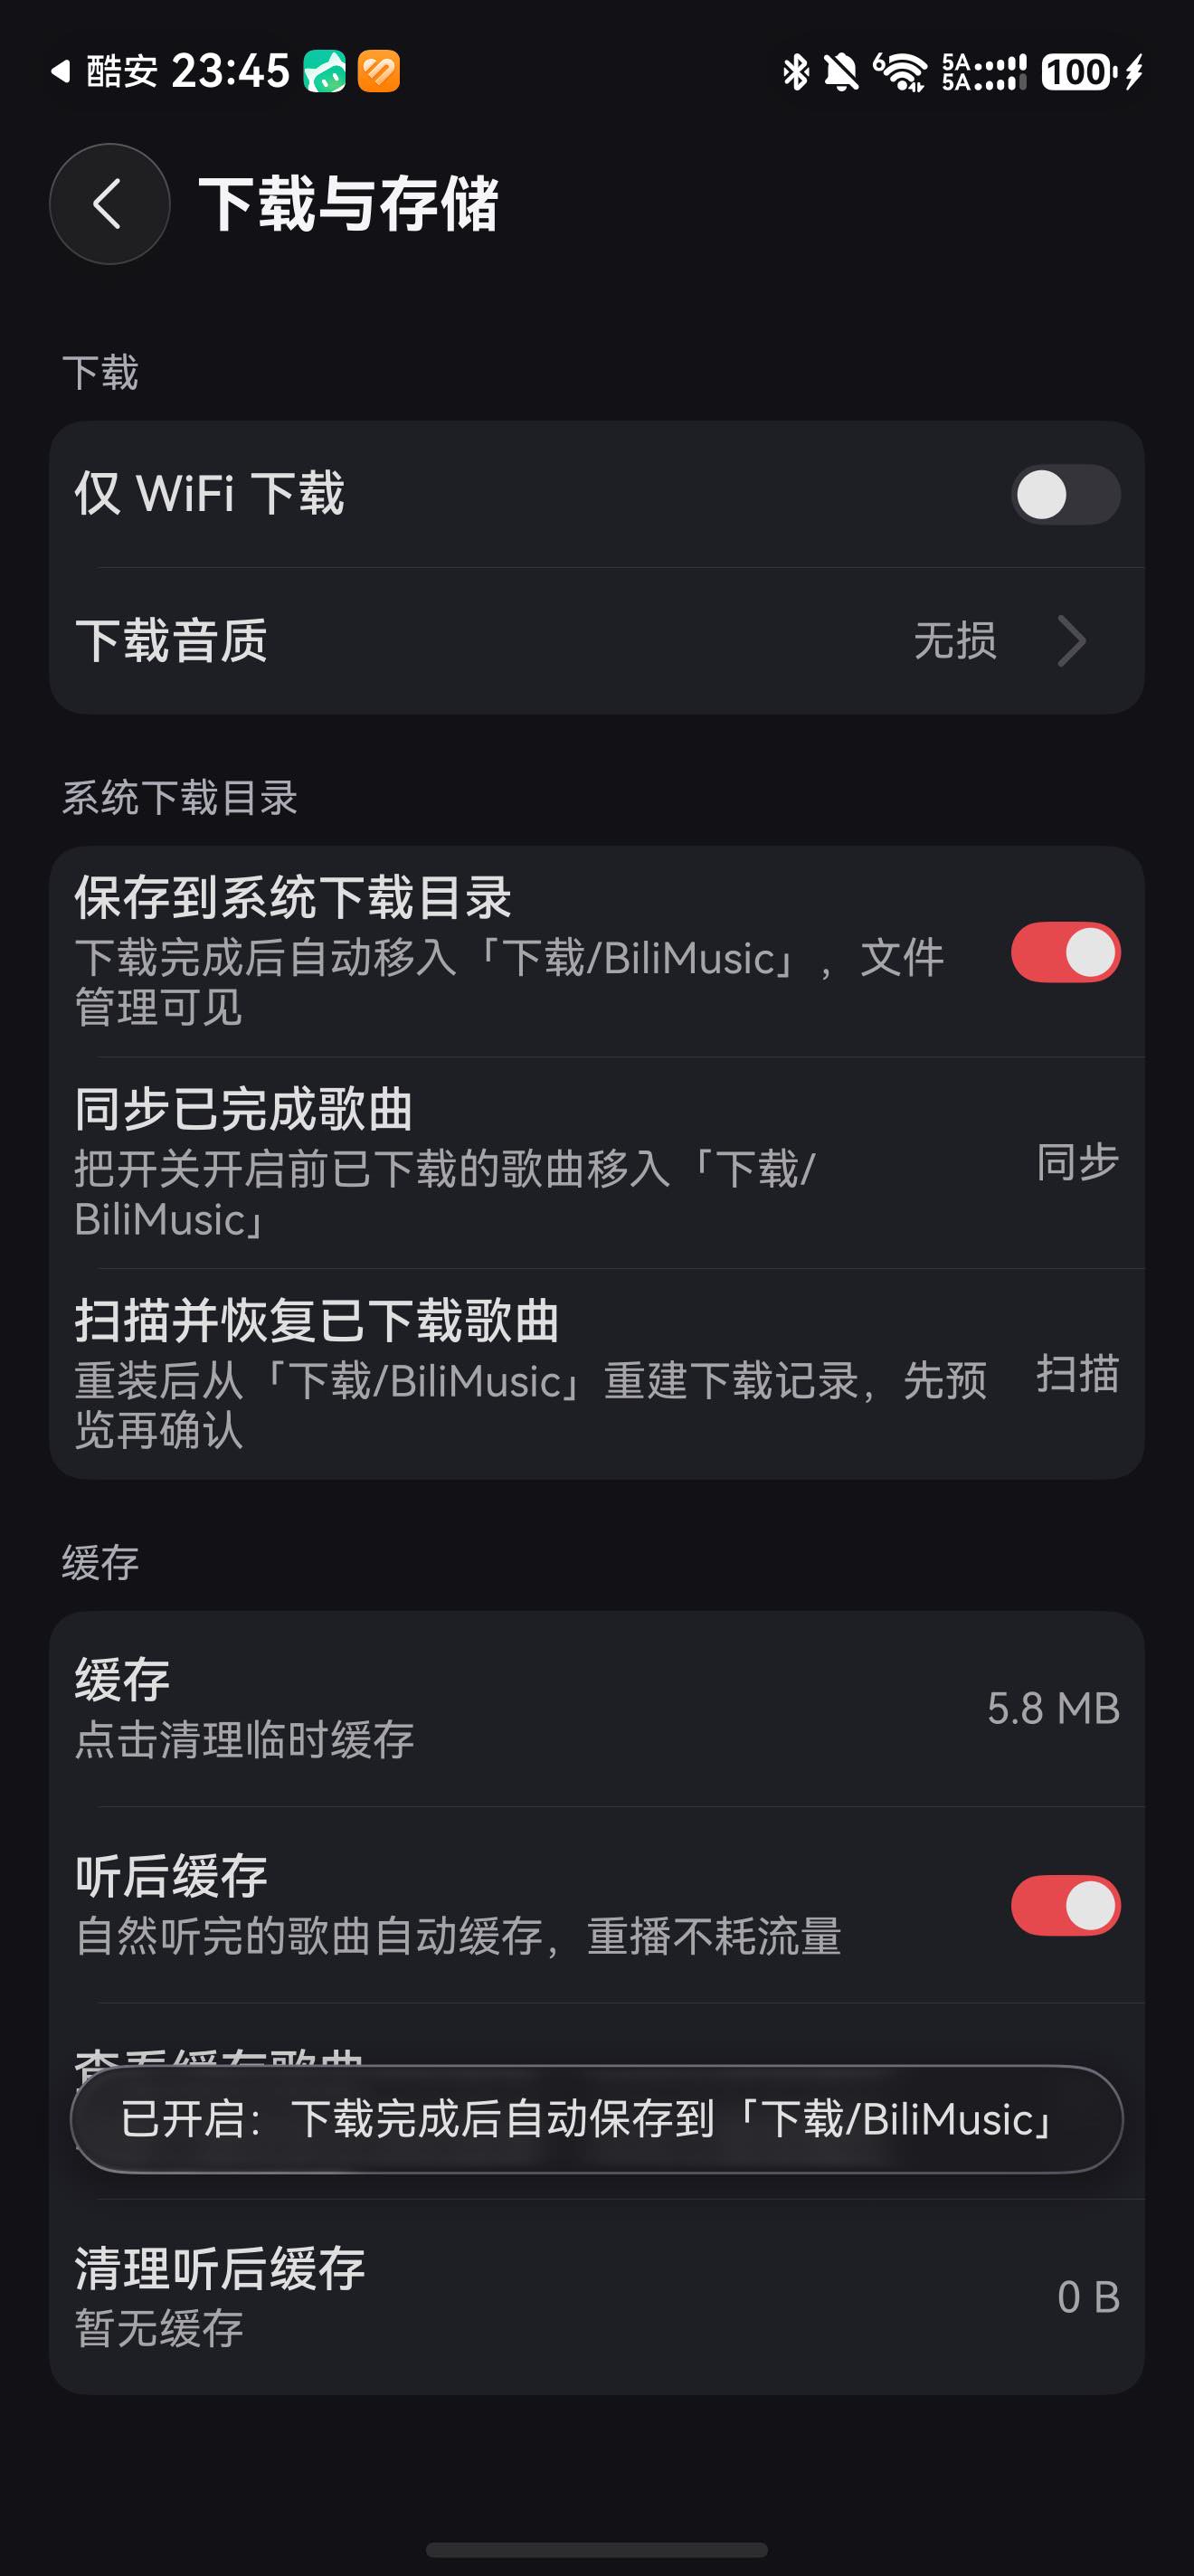 酷安 23:45
6 5A 5A 100
下载与存储
下载
仅 WiFi 下载
下载音质 无损
系统下载目录
保存到系统下载目录
下载完成后自动移入「下载/BiliMusic」，文件
管理可见
同步已完成歌曲
把开关开启前已下载的歌曲移入「下载/
BiliMusic」
同步
扫描并恢复已下载歌曲
重装后从「下载/BiliMusic」重建下载记录，先预
览再确认
扫描
缓存
缓存
点击清理临时缓存
5.8 MB
听后缓存
自然听完的歌曲自动缓存，重播不耗流量
查看缓存歌曲
已开启：下载完成后自动保存到「下载/BiliMusic」
清理听后缓存
暂无缓存
0 B